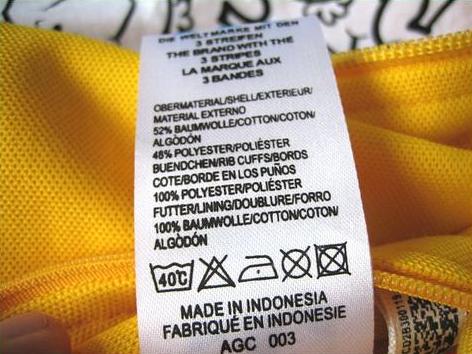 DIE WELTMARKE MIT DEN
3 STREIFEN
THE BRAND WITH THE
3 STRIPES
LA MARQUE AUX
3 BANDES
OBERMATERIAL/SHELL/EXTERIEUR/
MATERIAL EXTERNO
52% BAUMWOLLE/COTTON/COTON/
ALGÒDÓN
48% POLYESTER/POLIÉSTER
BUENDCHEN/RIB CUFFS/BORDS
COTE/BORDE EN LOS PUÑOS
100% POLYESTER/POLIÉSTER
FUTTER/LINING/DOUBLURE/FORRO
100% BAUMWOLLE/COTTON/COTON/
ALGÒDÓN
40℃
MADE IN INDONESIA
FABRIQUÉ EN INDONESIE
AGC 003